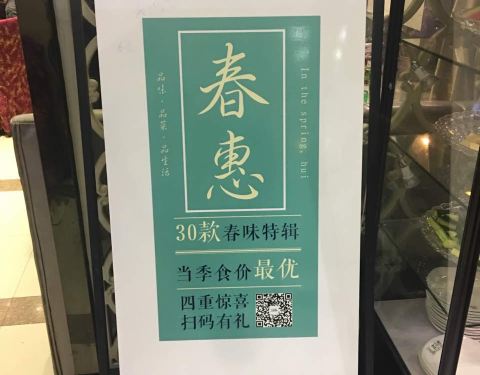 春惠
品味·品菜·品生活
In the spring, hui
30款春味特辑
当季食价最优
四重惊喜
扫码有礼